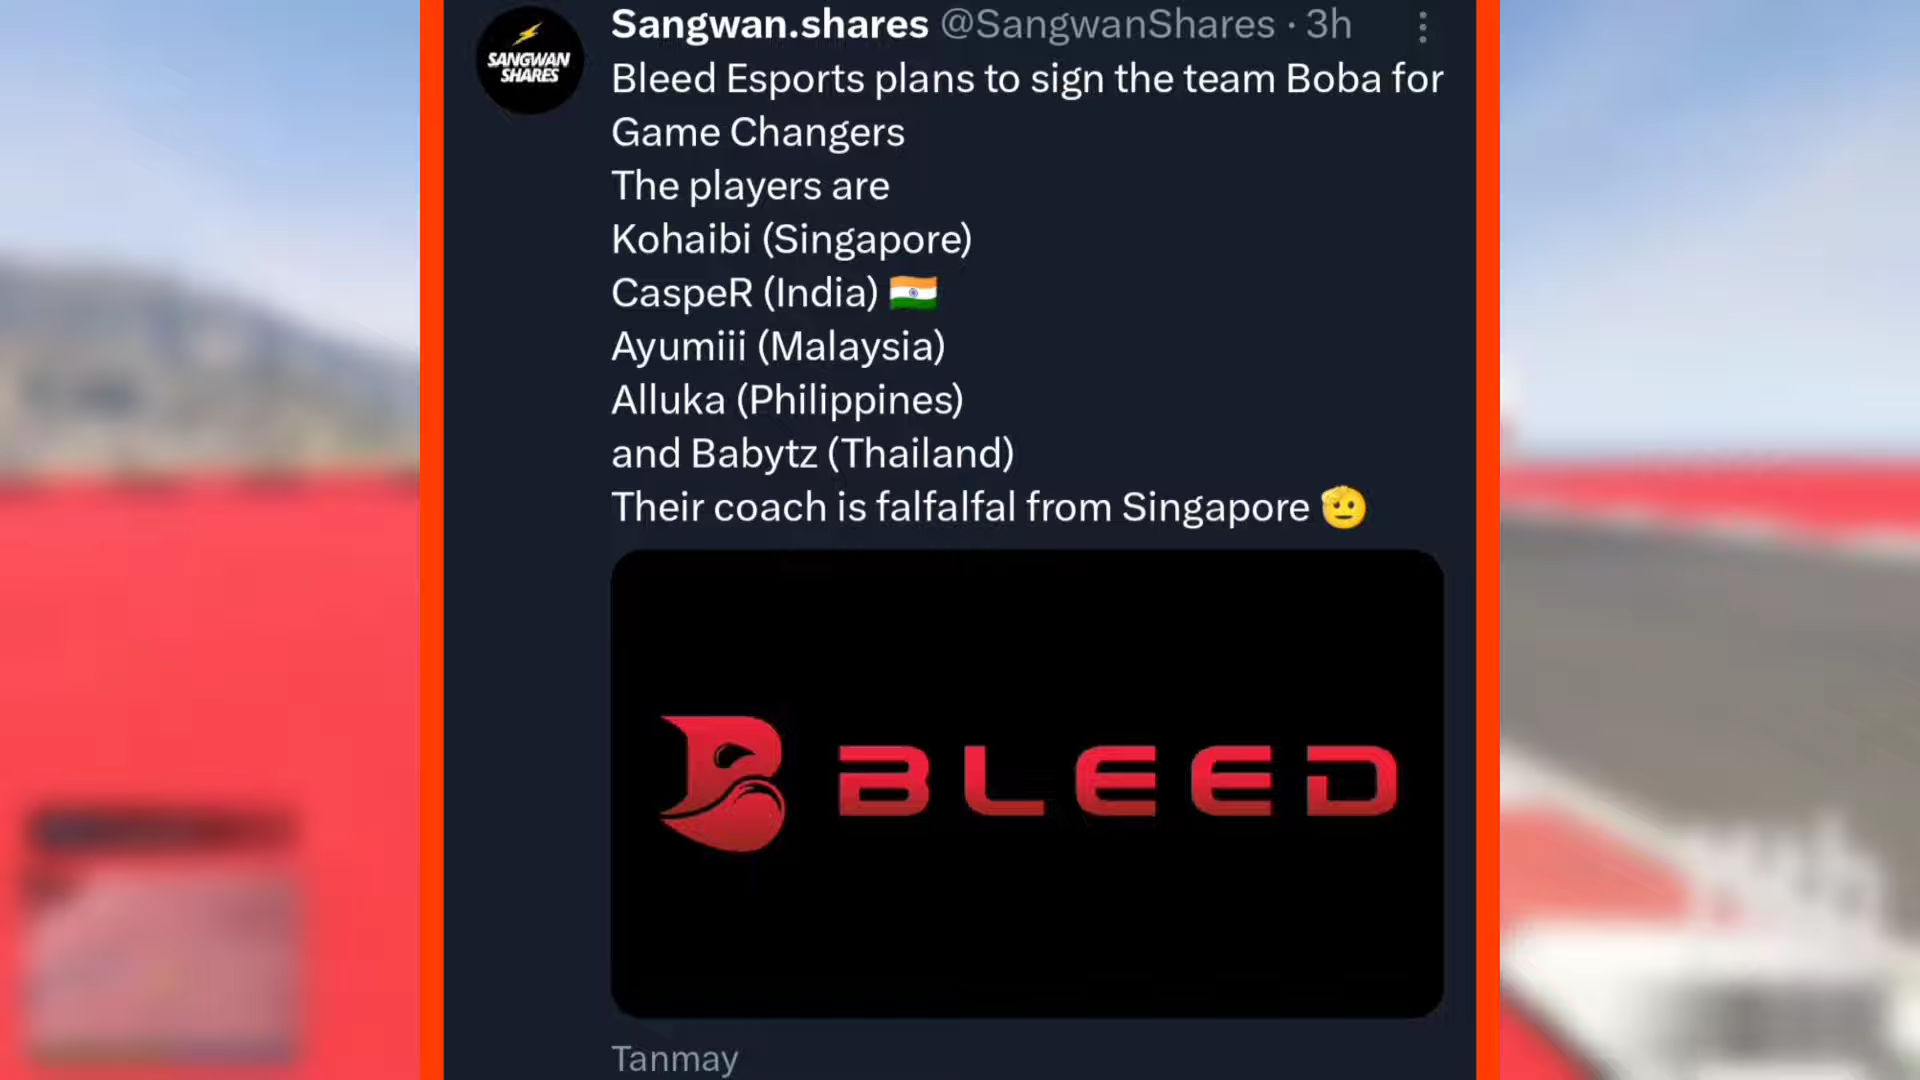 Sangwan.shares @SangwanShares · 3h
SANGWAN
SHARES
Bleed Esports plans to sign the team Boba for
Game Changers
The players are
Kohaibi (Singapore)
CaspeR (India) 🇮🇳
Ayumiii (Malaysia)
Alluka (Philippines)
and Babytz (Thailand)
Their coach is falfalfal from Singapore 🫡
BLEED
Tanmay